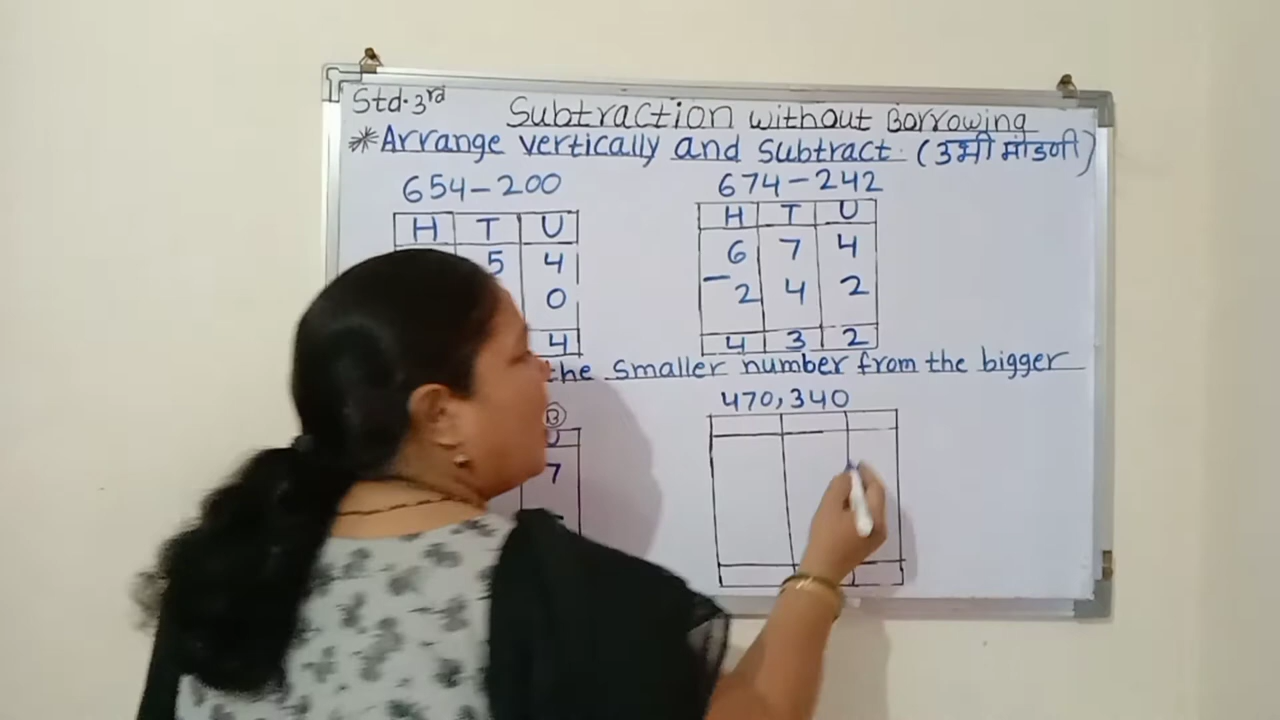 Std. 3rd
Subtraction without Borrowing
*Arrange vertically and subtract. (उभी मांडणी)
654-200
H T U
5 4
0
4
674-242
H T U
6 7 4
- 2 4 2
4 3 2
the smaller number from the bigger
B
U
7
470, 340